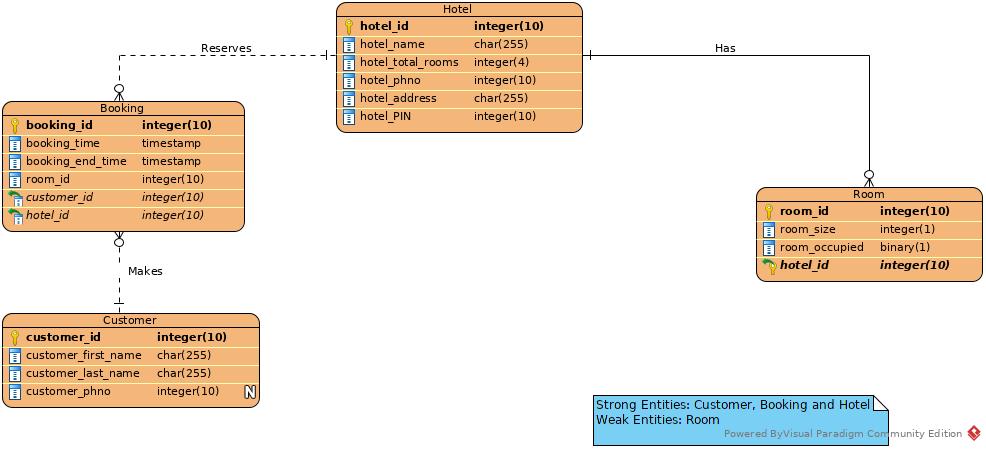 Hotel
hotel_id integer(10)
hotel_name char(255)
hotel_total_rooms integer(4)
hotel_phno integer(10)
hotel_address char(255)
hotel_PIN integer(10)
Reserves
Has
Booking
booking_id integer(10)
booking_time timestamp
booking_end_time timestamp
room_id integer(10)
customer_id integer(10)
hotel_id integer(10)
Room
room_id integer(10)
room_size integer(1)
room_occupied binary(1)
hotel_id integer(10)
Makes
Customer
customer_id integer(10)
customer_first_name char(255)
customer_last_name char(255)
customer_phno integer(10) N
Strong Entities: Customer, Booking and Hotel
Weak Entities: Room
Powered ByVisual Paradigm Community Edition